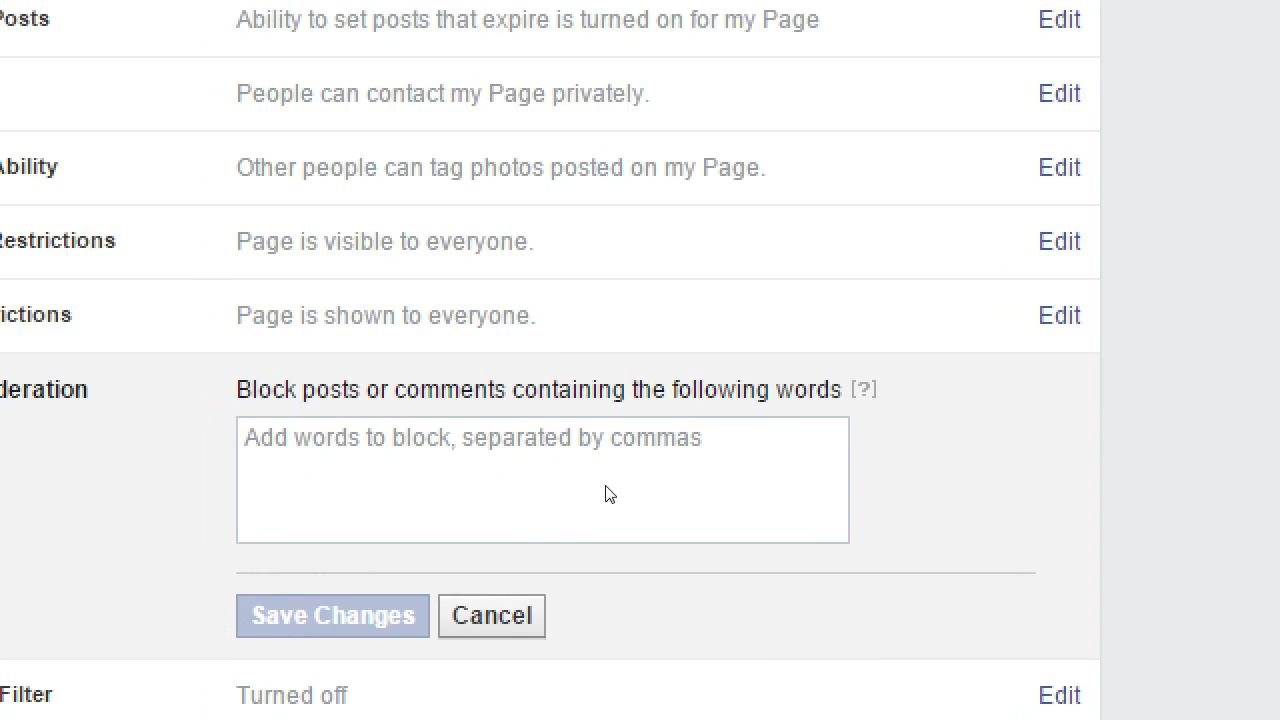 Posts Ability to set posts that expire is turned on for my Page Edit
People can contact my Page privately. Edit
Ability Other people can tag photos posted on my Page. Edit
Restrictions Page is visible to everyone. Edit
ictions Page is shown to everyone. Edit
deration Block posts or comments containing the following words [?]
Add words to block, separated by commas
Save Changes Cancel
Filter Turned off Edit